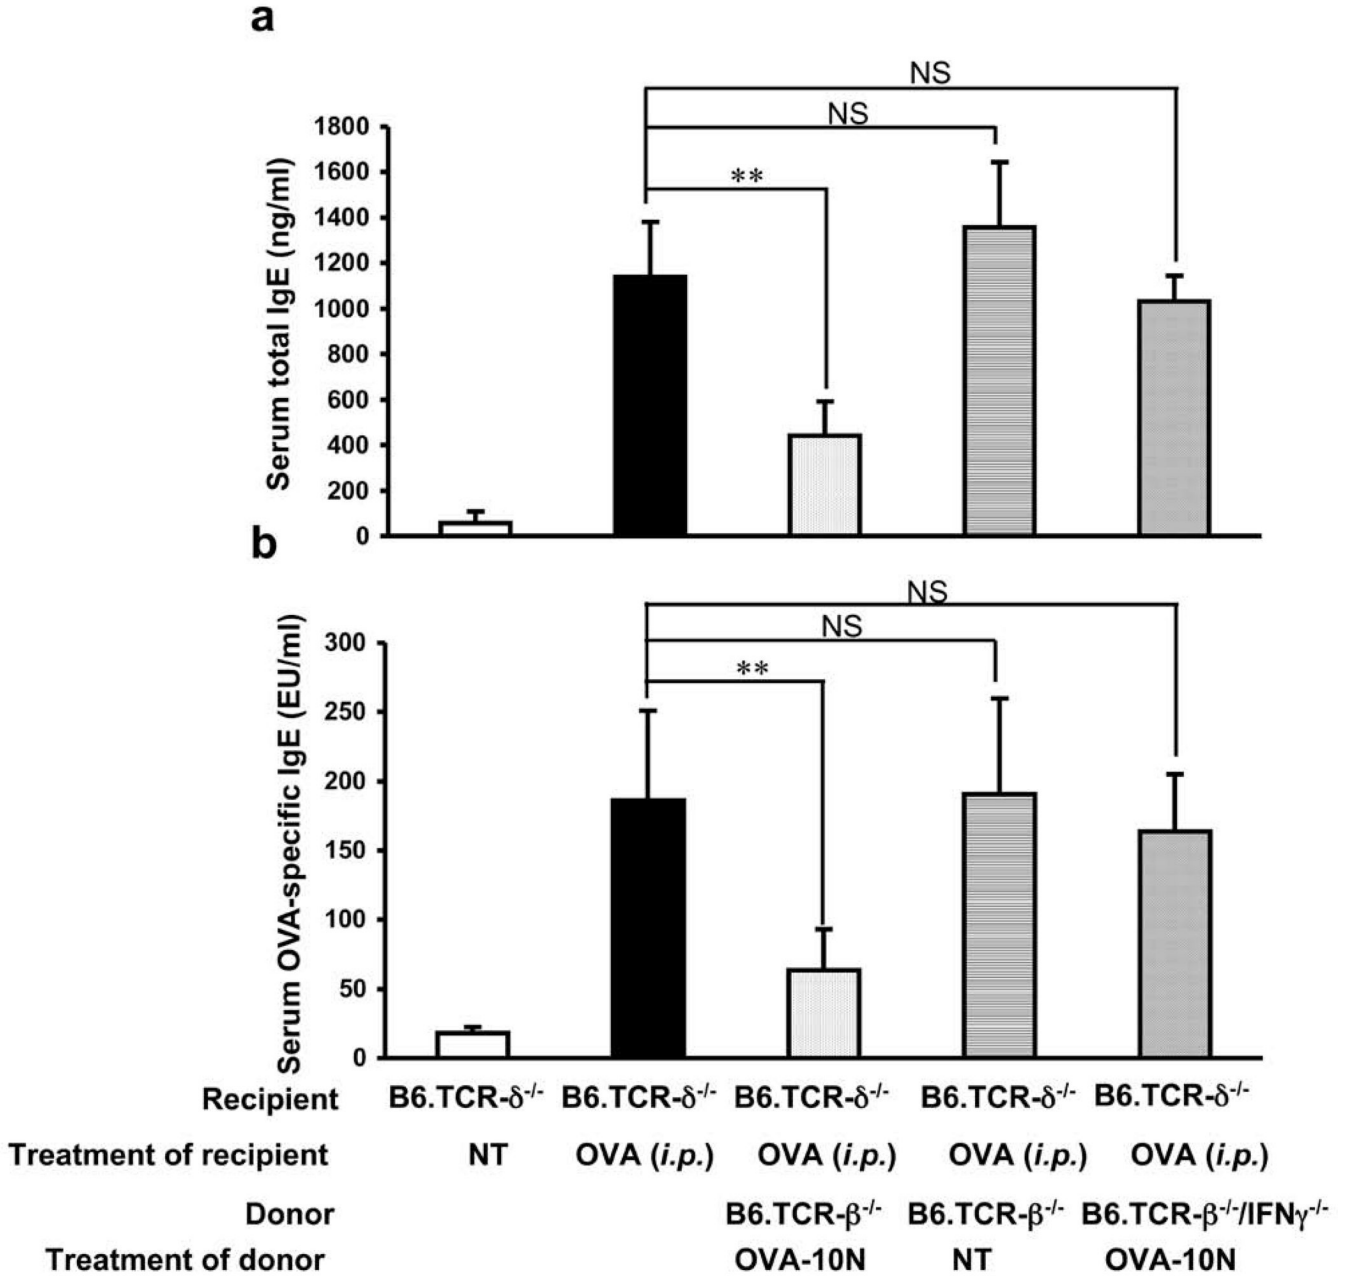 a
NS
NS
**
Serum total IgE (ng/ml)
1800
1600
1400
1200
1000
800
600
400
200
0
b
NS
NS
**
Serum OVA-specific IgE (EU/ml)
300
250
200
150
100
50
0
Recipient B6.TCR-δ-/- B6.TCR-δ-/- B6.TCR-δ-/- B6.TCR-δ-/- B6.TCR-δ-/-
Treatment of recipient NT OVA (i.p.) OVA (i.p.) OVA (i.p.) OVA (i.p.)
Donor B6.TCR-β-/- B6.TCR-β-/- B6.TCR-β-/-/IFNγ-/-
Treatment of donor OVA-10N NT OVA-10N